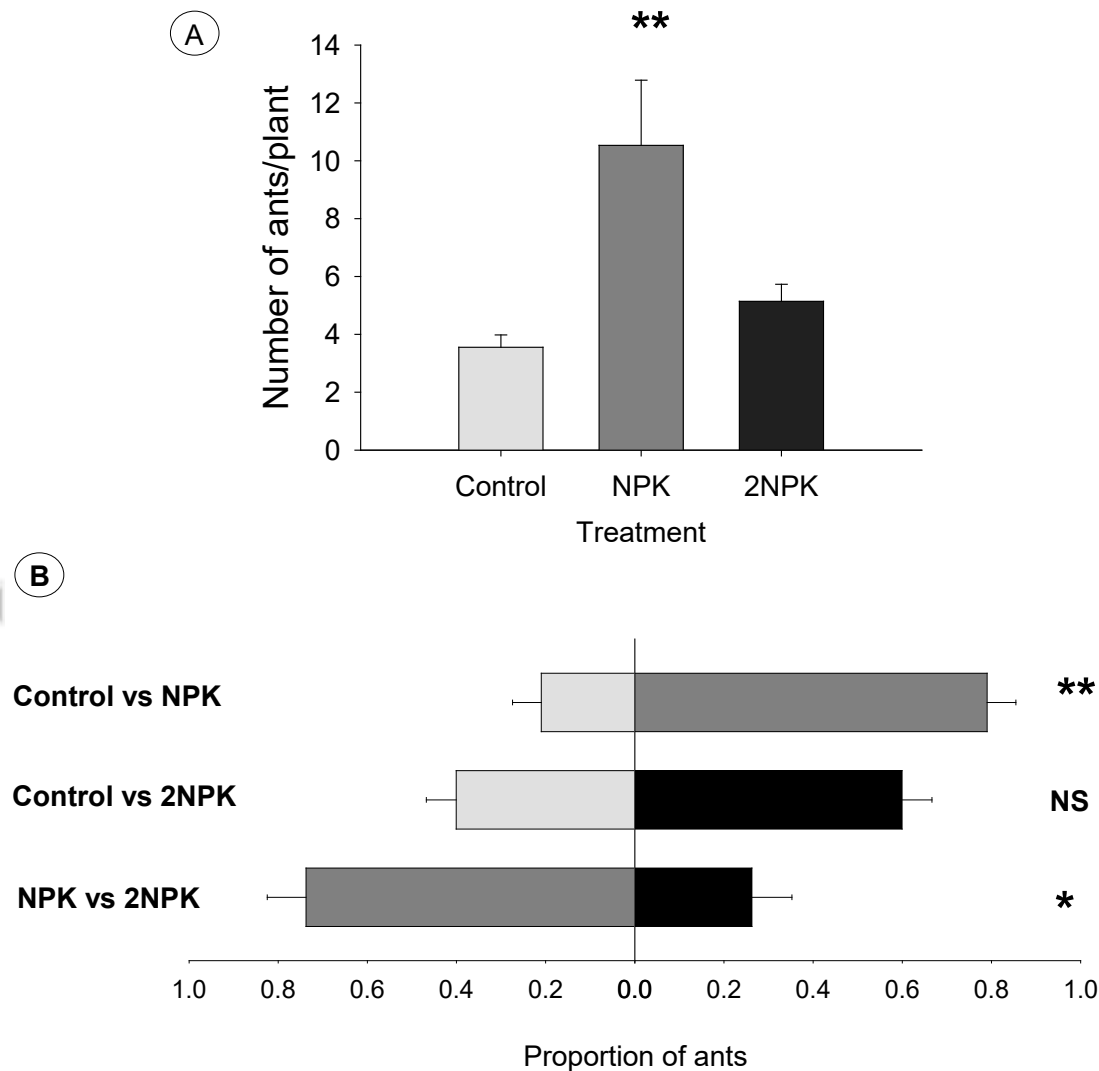 A
**
14
12
10
8
6
4
2
0
Number of ants/plant
Control NPK 2NPK
Treatment
B
Control vs NPK **
Control vs 2NPK NS
NPK vs 2NPK *
1.0 0.8 0.6 0.4 0.2 0.0 0.2 0.4 0.6 0.8 1.0
Proportion of ants